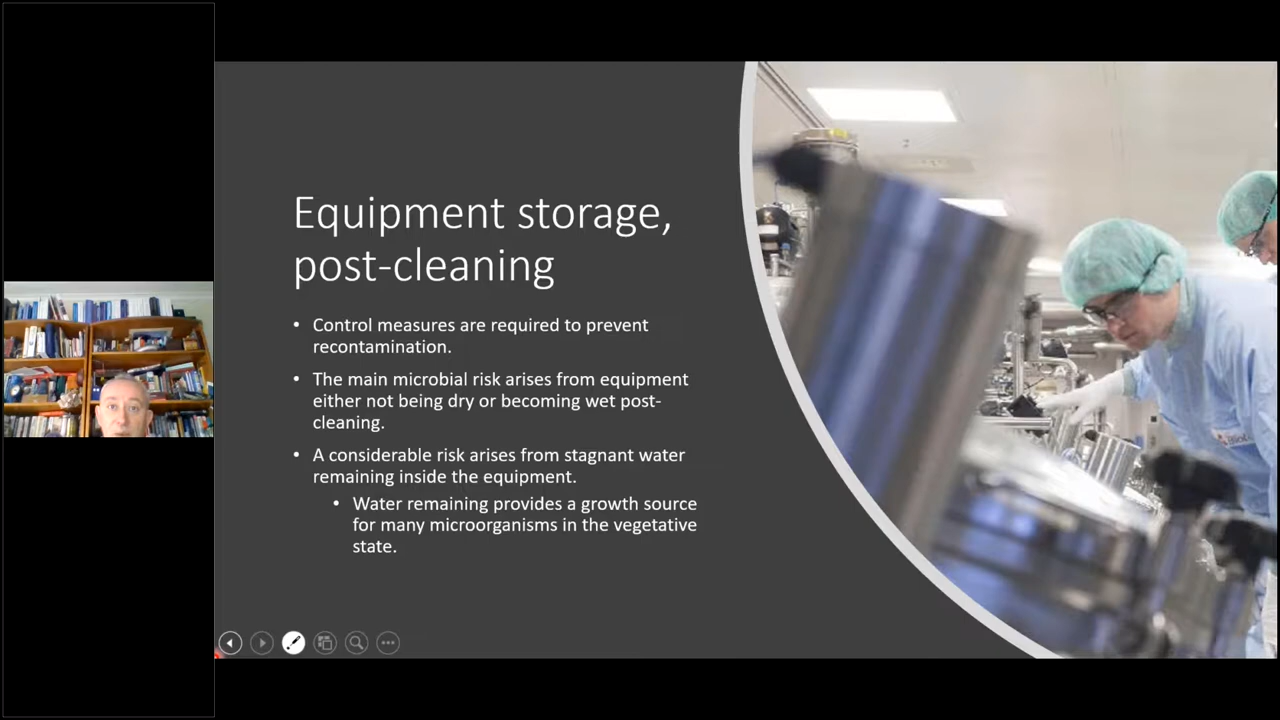 Equipment storage,
post-cleaning
• Control measures are required to prevent
recontamination.
• The main microbial risk arises from equipment
either not being dry or becoming wet post-
cleaning.
• A considerable risk arises from stagnant water
remaining inside the equipment.
• Water remaining provides a growth source
for many microorganisms in the vegetative
state.